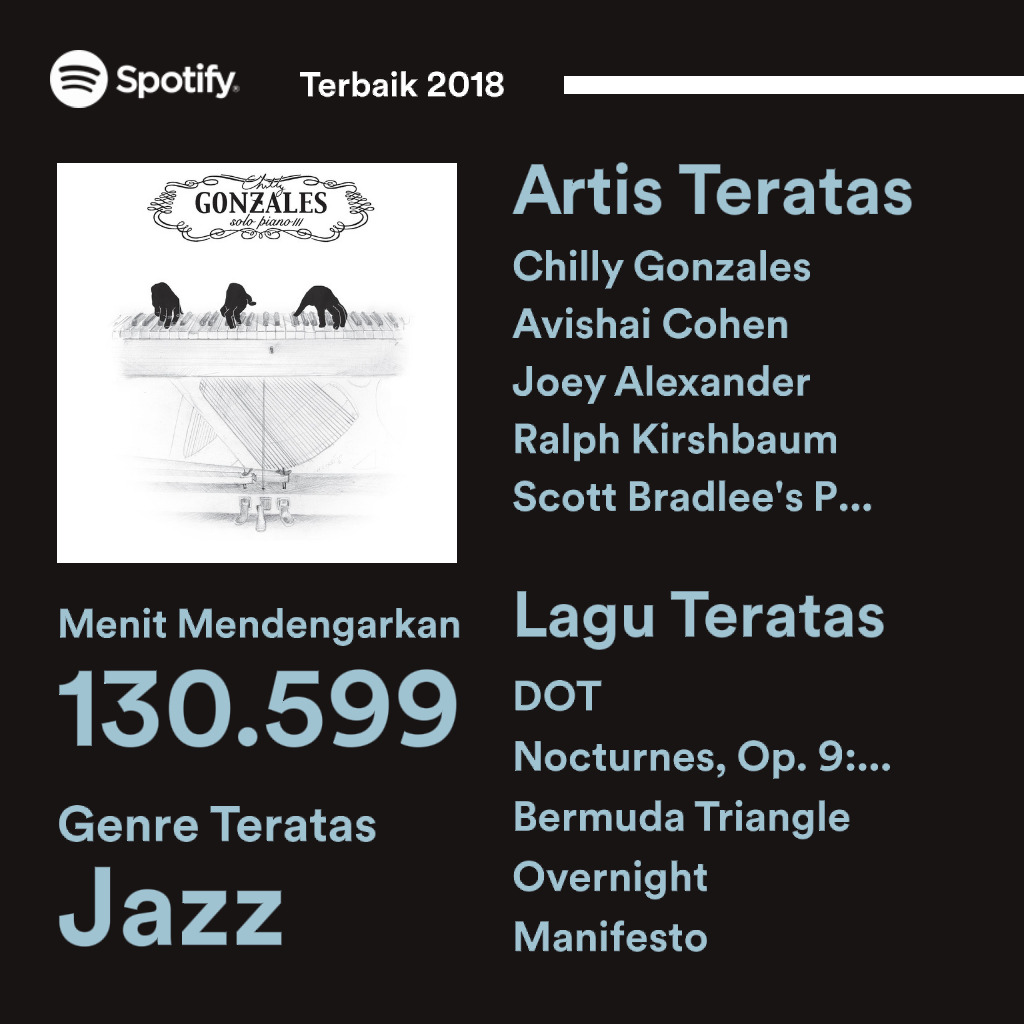 Spotify®
Terbaik 2018
Chilly
GONZALES
solo piano III
Menit Mendengarkan
130.599
Genre Teratas
Jazz
Artis Teratas
Chilly Gonzales
Avishai Cohen
Joey Alexander
Ralph Kirshbaum
Scott Bradlee's P...
Lagu Teratas
DOT
Nocturnes, Op. 9:...
Bermuda Triangle
Overnight
Manifesto